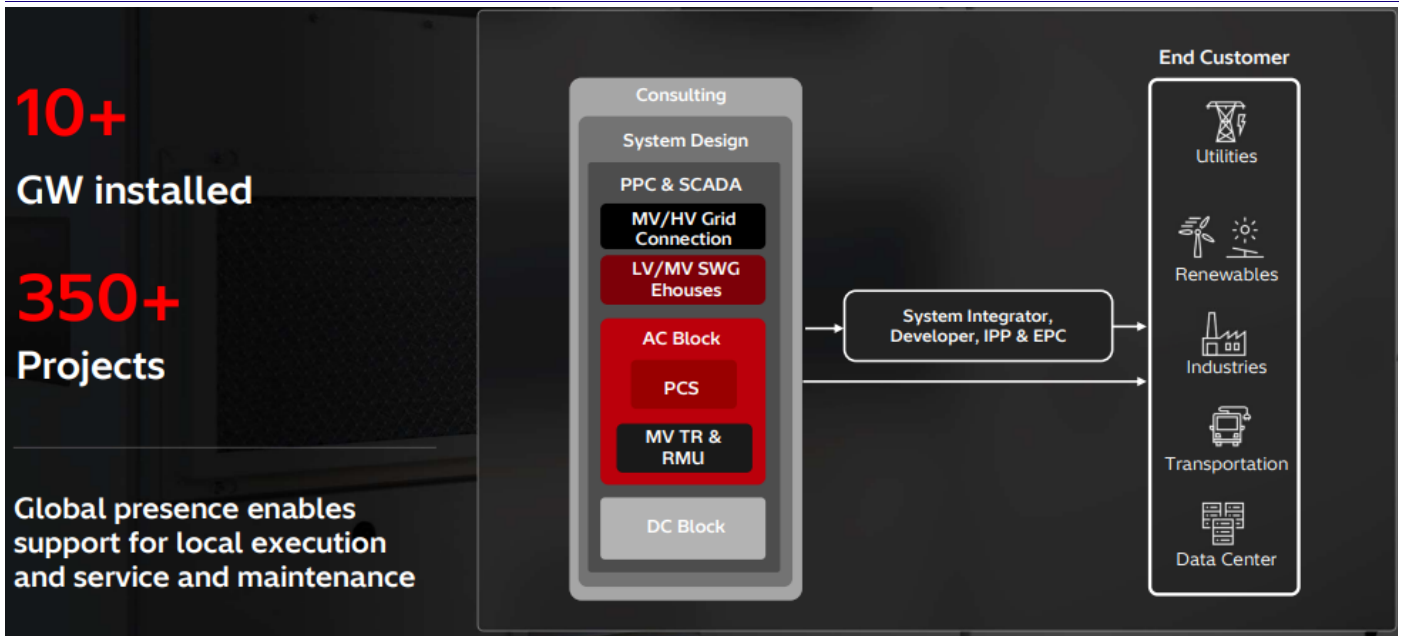 10+
GW installed
350+
Projects
Global presence enables
support for local execution
and service and maintenance
Consulting
System Design
PPC & SCADA
MV/HV Grid
Connection
LV/MV SWG
Ehouses
AC Block
PCS
MV TR &
RMU
DC Block
System Integrator,
Developer, IPP & EPC
End Customer
Utilities
Renewables
Industries
Transportation
Data Center